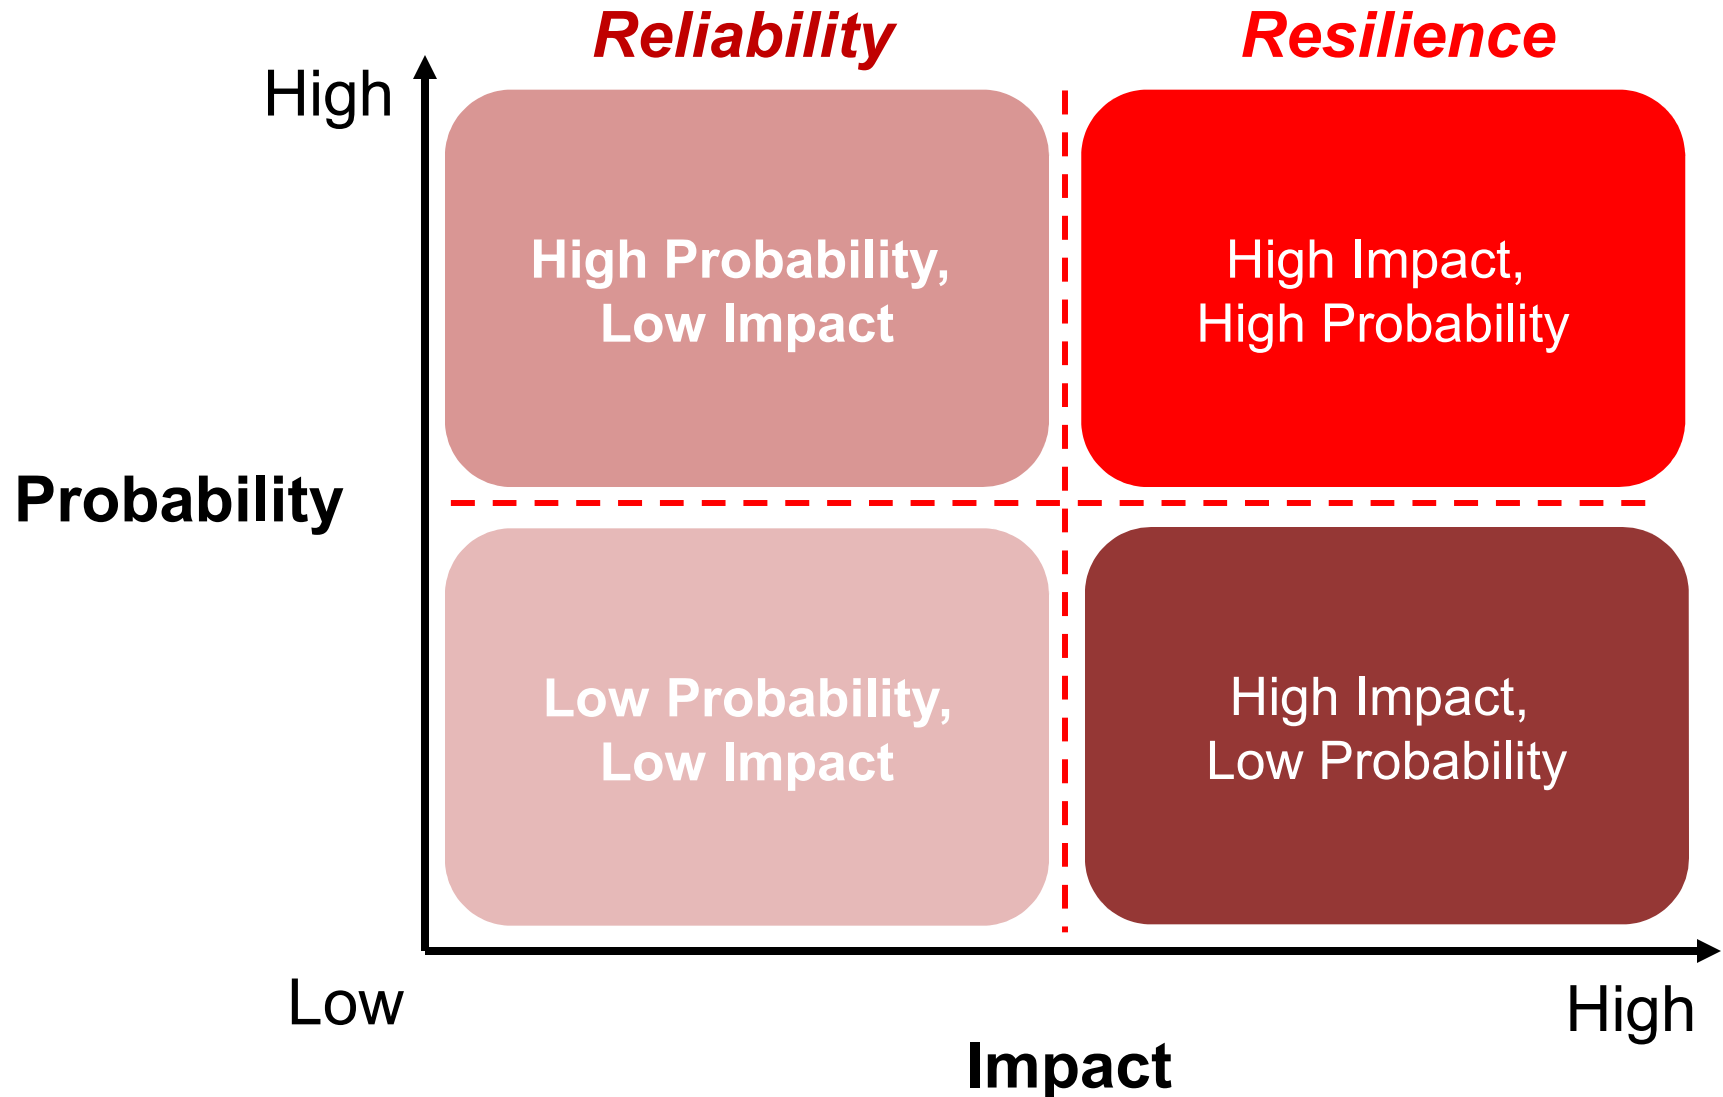 Reliability
Resilience
High
High Probability,
Low Impact
High Impact,
High Probability
Probability
Low Probability,
Low Impact
High Impact,
Low Probability
Low
High
Impact